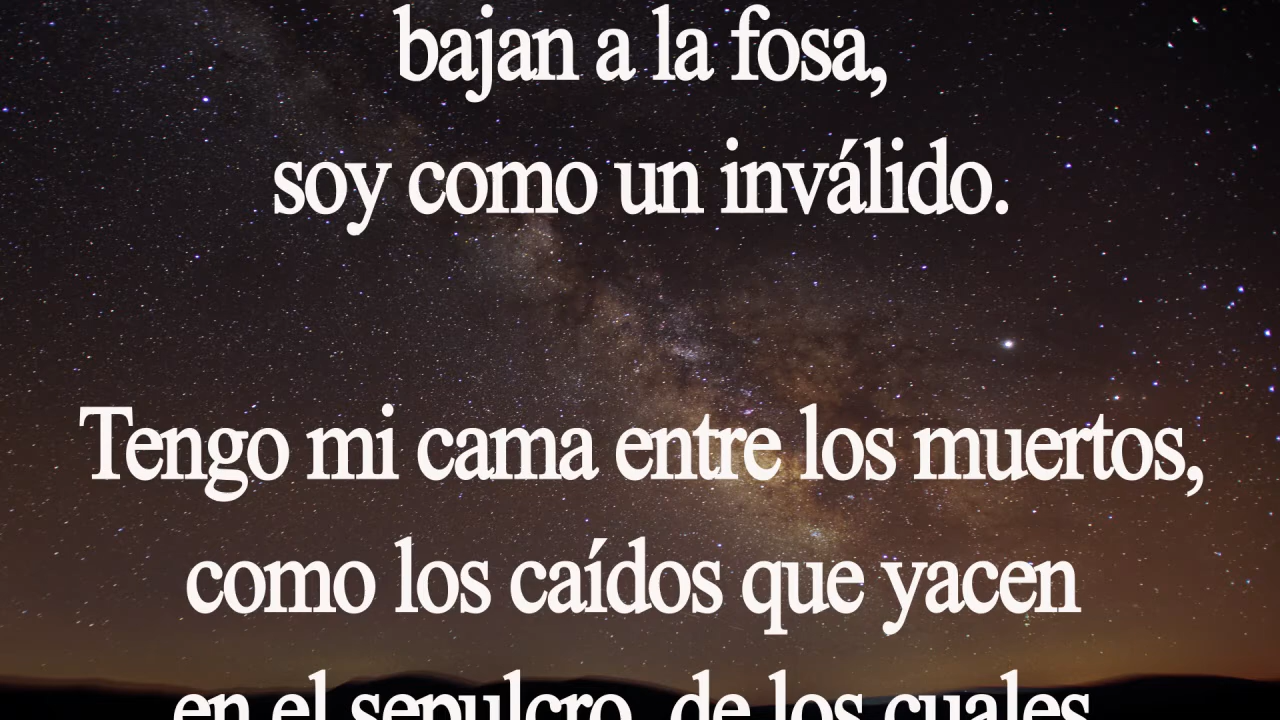 bajan a la fosa,
soy como un inválido.
Tengo mi cama entre los muertos,
como los caídos que yacen
en el sepulcro, de los cuales